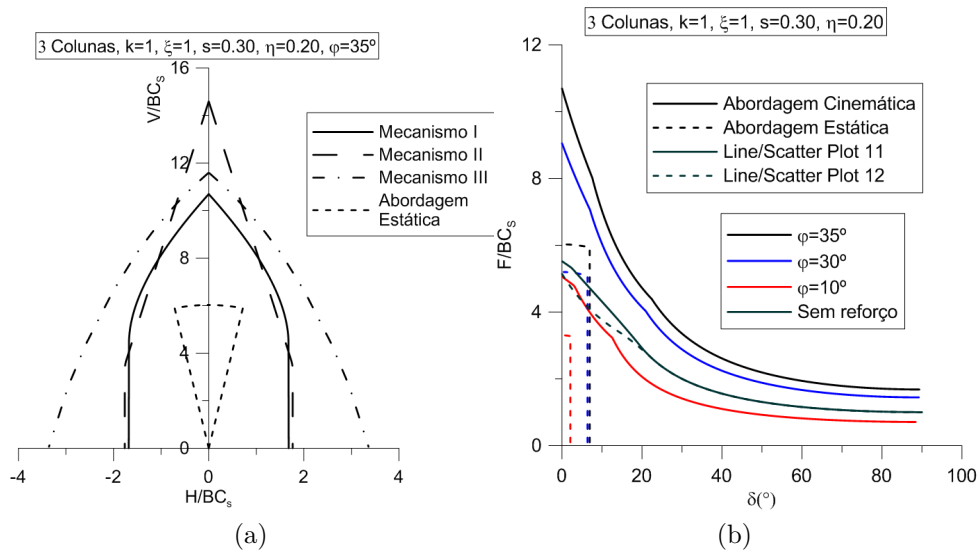 3 Colunas, k=1, ξ=1, s=0.30, η=0.20, φ=35º
16
12
8
4
0
V/BCS
-4
-2
0
2
4
H/BCs
Mecanismo I
Mecanismo II
Mecanismo III
Abordagem
Estática
(a)
3 Colunas, k=1, ξ=1, s=0.30, η=0.20
12
8
4
0
F/BCs
0
20
40
60
80
100
δ(°)
Abordagem Cinemática
Abordagem Estática
Line/Scatter Plot 11
Line/Scatter Plot 12
φ=35º
φ=30º
φ=10º
Sem reforço
(b)